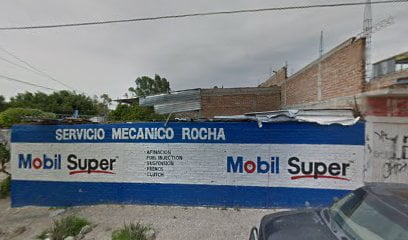 SERVICIO MECANICO ROCHA
Mobil Super
· AFINACION
· FUEL INJECTION
· SUSPENSION
· FRENOS
· CLUTCH
Mobil Super